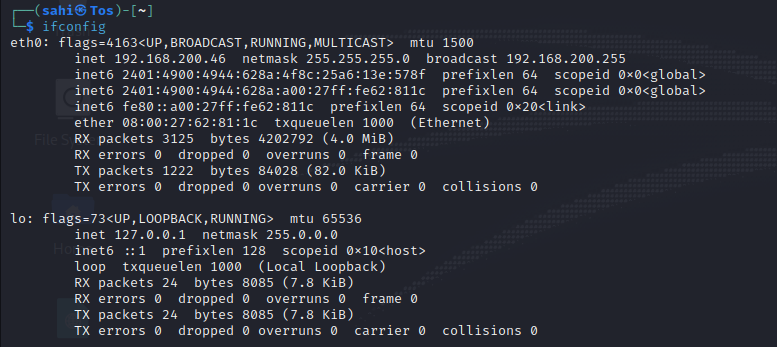 (sahi㉿Tos)-[~]
$ ifconfig
eth0: flags=4163<UP,BROADCAST,RUNNING,MULTICAST>  mtu 1500
inet 192.168.200.46  netmask 255.255.255.0  broadcast 192.168.200.255
inet6 2401:4900:4944:628a:4f8c:25a6:13e:578f  prefixlen 64  scopeid 0×0<global>
inet6 2401:4900:4944:628a:a00:27ff:fe62:811c  prefixlen 64  scopeid 0×0<global>
inet6 fe80::a00:27ff:fe62:811c  prefixlen 64  scopeid 0×20<link>
ether 08:00:27:62:81:1c  txqueuelen 1000  (Ethernet)
RX packets 3125  bytes 4202792 (4.0 MiB)
RX errors 0  dropped 0  overruns 0  frame 0
TX packets 1222  bytes 84028 (82.0 KiB)
TX errors 0  dropped 0 overruns 0  carrier 0  collisions 0
lo: flags=73<UP,LOOPBACK,RUNNING>  mtu 65536
inet 127.0.0.1  netmask 255.0.0.0
inet6 ::1  prefixlen 128  scopeid 0×10<host>
loop  txqueuelen 1000  (Local Loopback)
RX packets 24  bytes 8085 (7.8 KiB)
RX errors 0  dropped 0  overruns 0  frame 0
TX packets 24  bytes 8085 (7.8 KiB)
TX errors 0  dropped 0 overruns 0  carrier 0  collisions 0